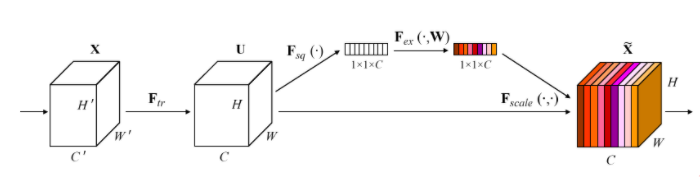 X
H′
W′
C′
F_tr
U
H
W
C
F_sq (·)
1×1×C
F_ex (·,W)
1×1×C
F_scale (·,·)
X̃
H
W
C